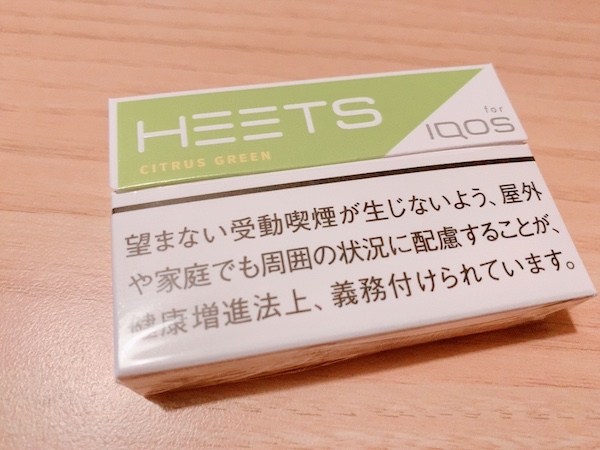 HEETS
CITRUS GREEN
for
IQOS
望まない受動喫煙が生じないよう、屋外
や家庭でも周囲の状況に配慮することが、
健康増進法上、義務付けられています。